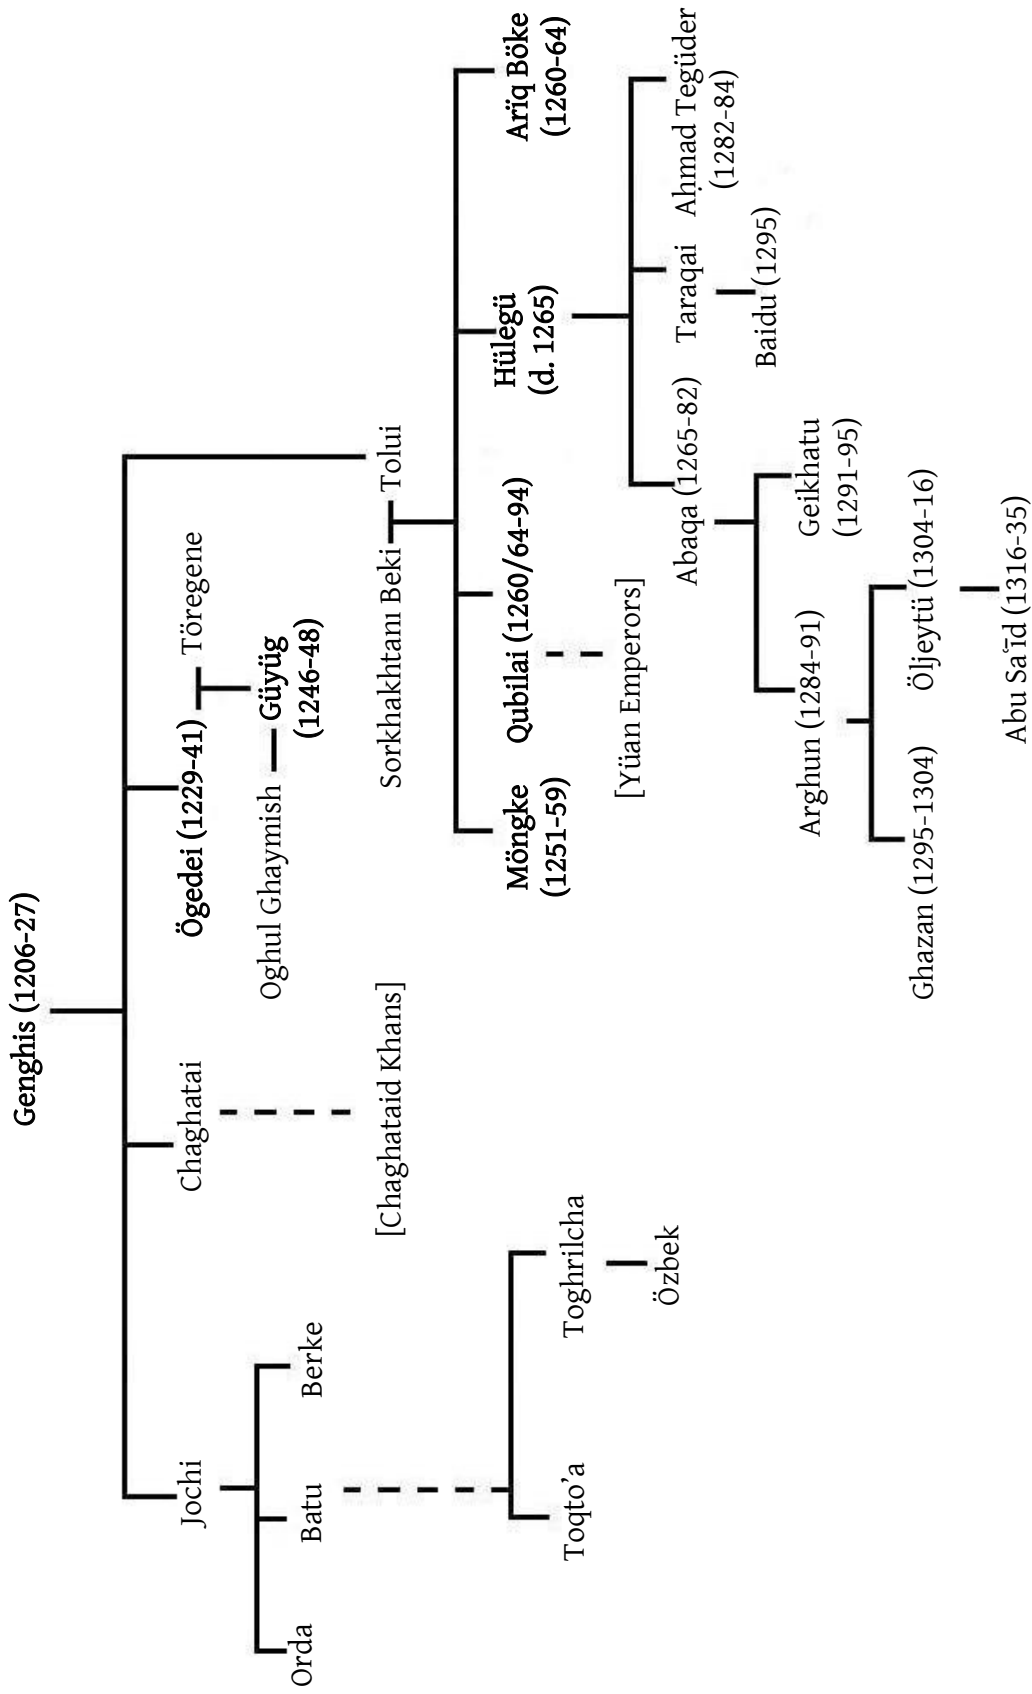 Genghis (1206-27)
Jochi
Chaghatai
Ögedei (1229-41)
Töregene
Orda
Batu
Berke
Oghul Ghaymish
Güyüg
(1246-48)
[Chaghataid Khans]
Sorkhakhtani Beki
Tolui
Toqto’a
Toghrilcha
Özbek
Möngke
(1251-59)
Qubilai (1260/64-94)
Hülegü
(d. 1265)
Arïq Böke
(1260-64)
[Yüan Emperors]
Abaqa (1265-82)
Taraqai
Aḥmad Tegüder
(1282-84)
Baidu (1295)
Arghun (1284-91)
Geikhatu
(1291-95)
Ghazan (1295-1304)
Öljeytü (1304-16)
Abu Saʿīd (1316-35)